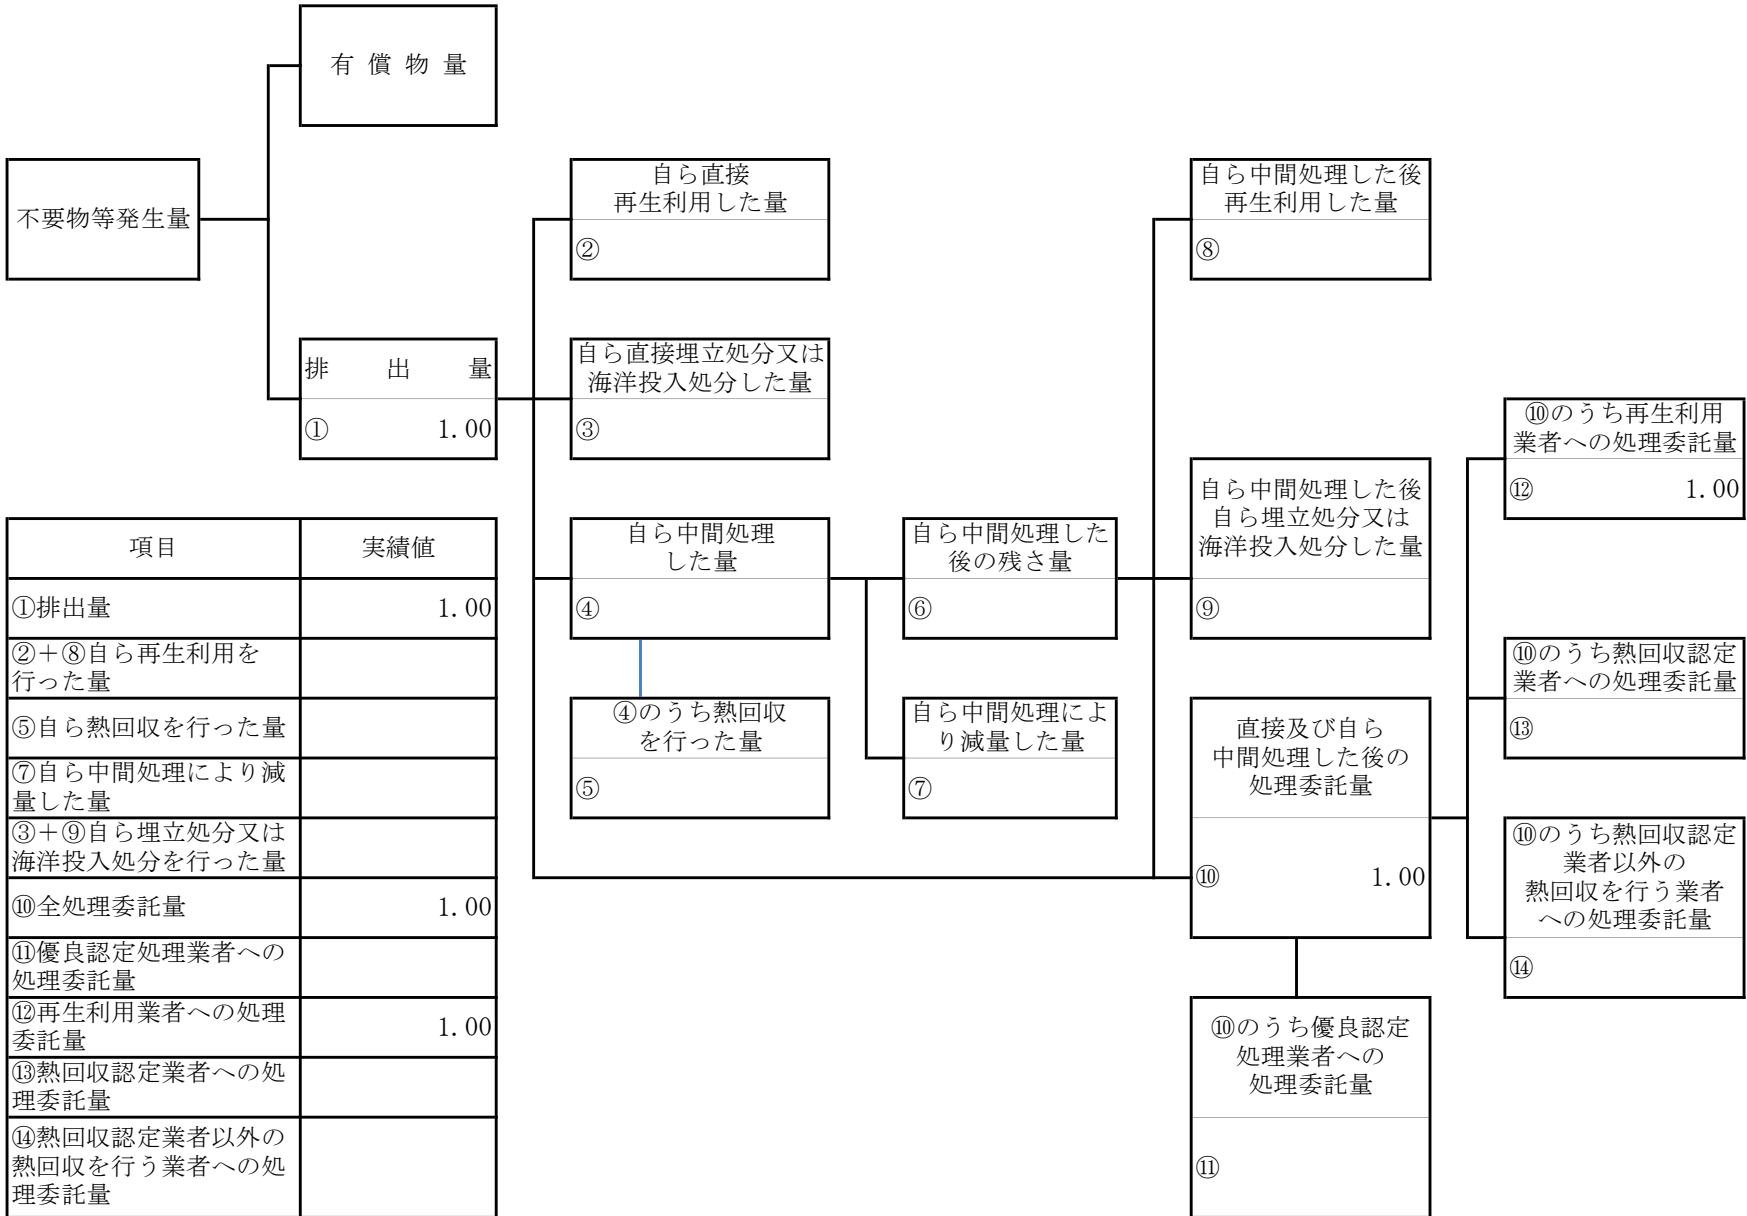 有 償 物 量
不要物等発生量
排 出 量
① 1.00
自ら直接
再生利用した量
②
自ら直接埋立処分又は
海洋投入処分した量
③
自ら中間処理
した量
④
④のうち熱回収
を行った量
⑤
自ら中間処理した
後の残さ量
⑥
自ら中間処理によ
り減量した量
⑦
自ら中間処理した後
再生利用した量
⑧
自ら中間処理した後
自ら埋立処分又は
海洋投入処分した量
⑨
直接及び自ら
中間処理した後の
処理委託量
⑩ 1.00
⑩のうち優良認定
処理業者への
処理委託量
⑪
⑩のうち再生利用
業者への処理委託量
⑫ 1.00
⑩のうち熱回収認定
業者への処理委託量
⑬
⑩のうち熱回収認定
業者以外の
熱回収を行う業者
への処理委託量
⑭
項目 実績値
①排出量 1.00
②＋⑧自ら再生利用を
行った量
⑤自ら熱回収を行った量
⑦自ら中間処理により減
量した量
③＋⑨自ら埋立処分又は
海洋投入処分を行った量
⑩全処理委託量 1.00
⑪優良認定処理業者への
処理委託量
⑫再生利用業者への処理
委託量 1.00
⑬熱回収認定業者への処
理委託量
⑭熱回収認定業者以外の
熱回収を行う業者への処
理委託量